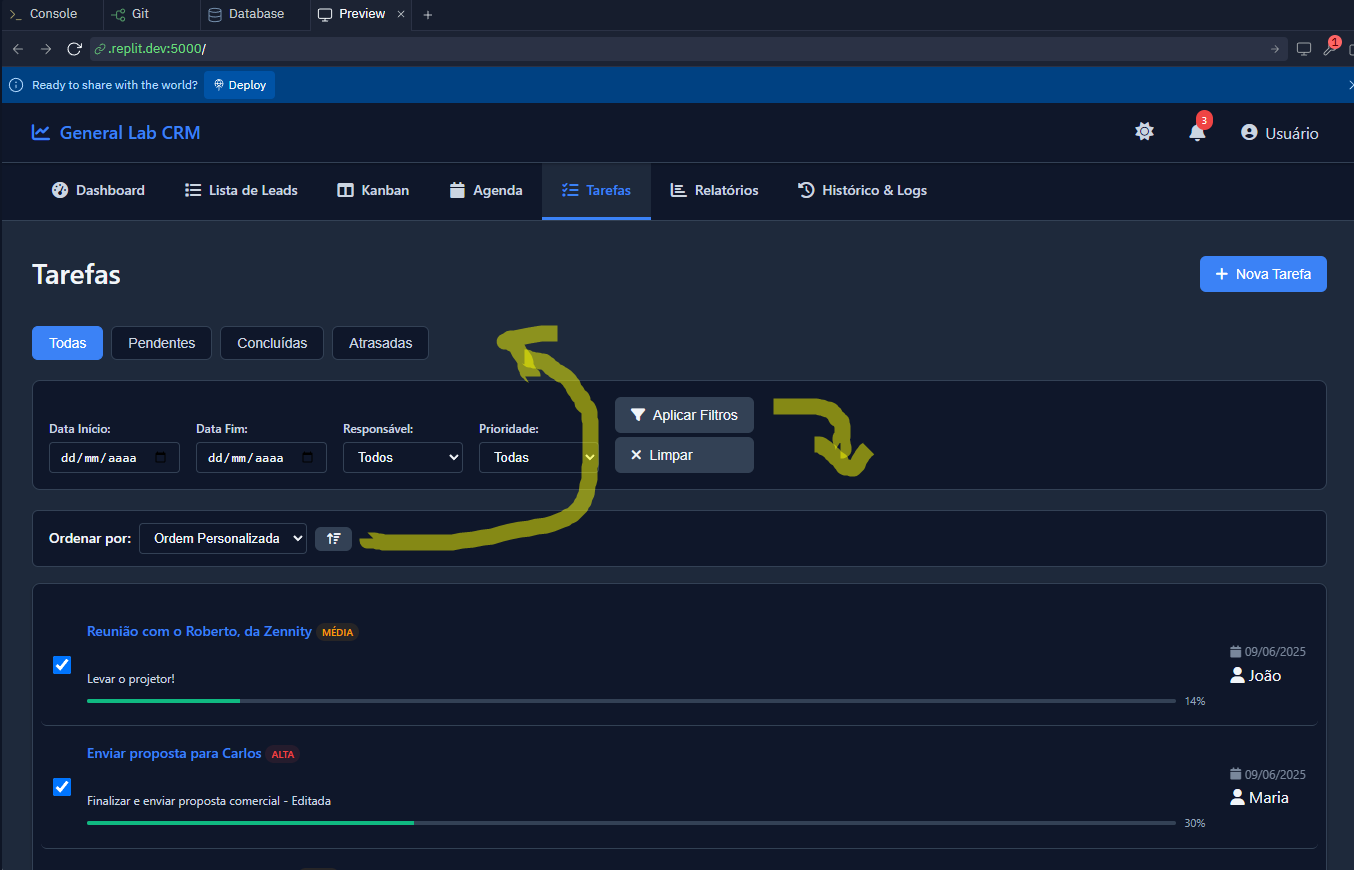 Console Git Database Preview
.replit.dev:5000/ 1
Ready to share with the world? Deploy
General Lab CRM 3 Usuário
Dashboard Lista de Leads Kanban Agenda Tarefas Relatórios Histórico & Logs
Tarefas Nova Tarefa
Todas Pendentes Concluídas Atrasadas
Data Início: Data Fim: Responsável: Prioridade: Aplicar Filtros
dd/mm/aaaa dd/mm/aaaa Todos Todas Limpar
Ordenar por: Ordem Personalizada
Reunião com o Roberto, da Zennity MÉDIA
09/06/2025
Levar o projetor! João
14%
Enviar proposta para Carlos ALTA
09/06/2025
Finalizar e enviar proposta comercial - Editada Maria
30%